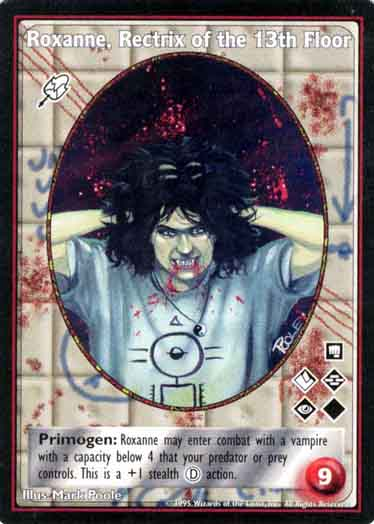 Roxanne, Rectrix of the 13th Floor
POOLE
Primogen: Roxanne may enter combat with a vampire
with a capacity below 4 that your predator or prey
controls. This is a +1 stealth D action.
9
Illus: Mark Poole
©1995 Wizards of the Coast, Inc. All Rights Reserved